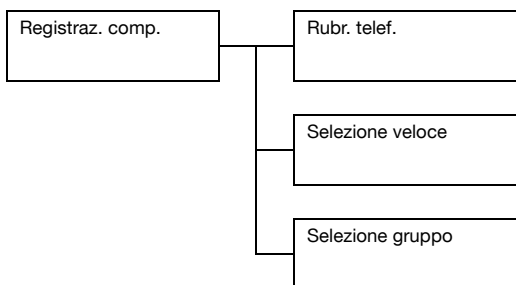 Registraz. comp.
Rubr. telef.
Selezione veloce
Selezione gruppo